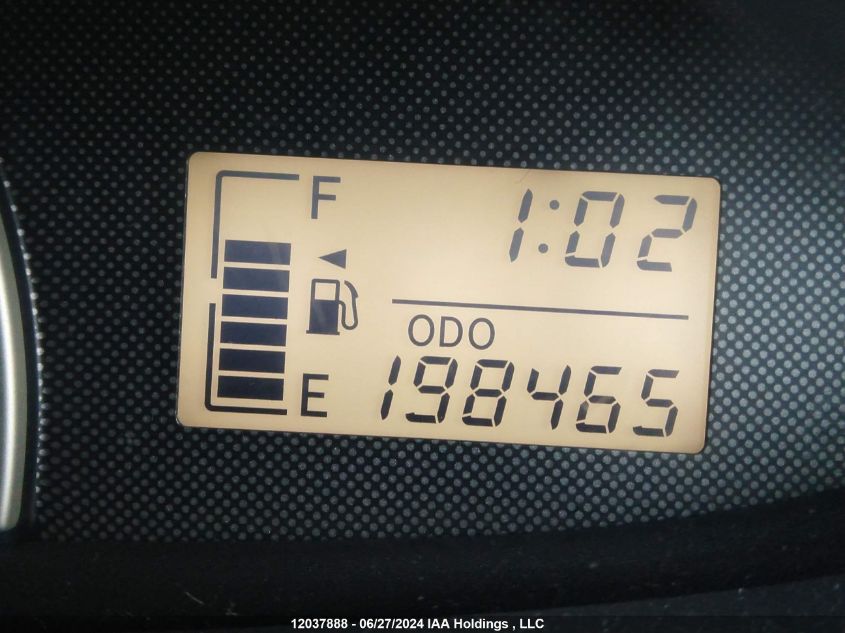 F
1:02
ODO
198465
E
12037888 - 06/27/2024 IAA Holdings , LLC